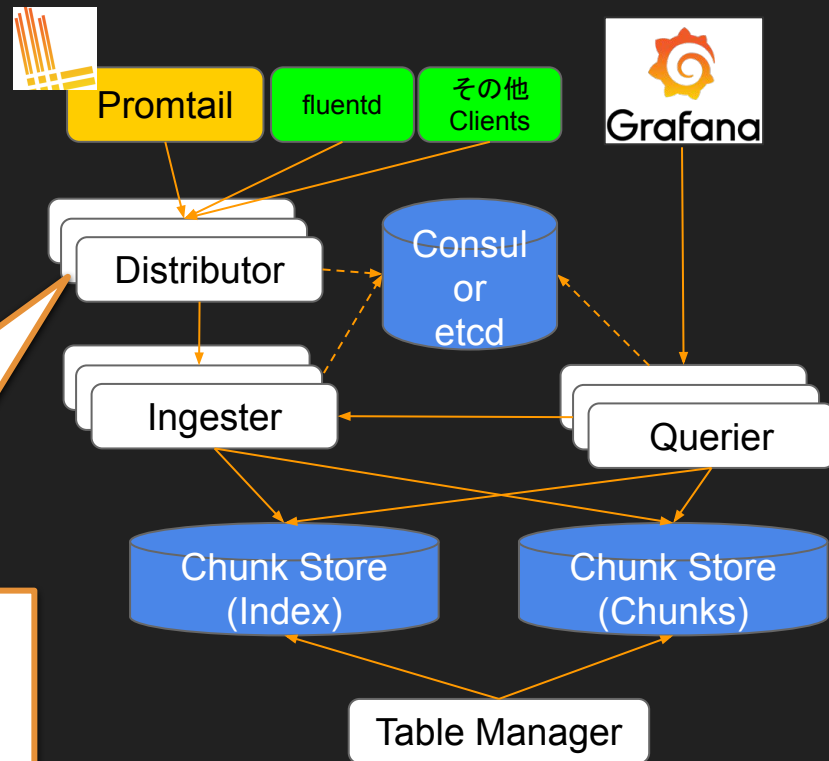 Promtail
fluentd
その他
Clients
Grafana
Distributor
Consul
or
etcd
Ingester
Querier
Chunk Store
(Index)
Chunk Store
(Chunks)
Table Manager